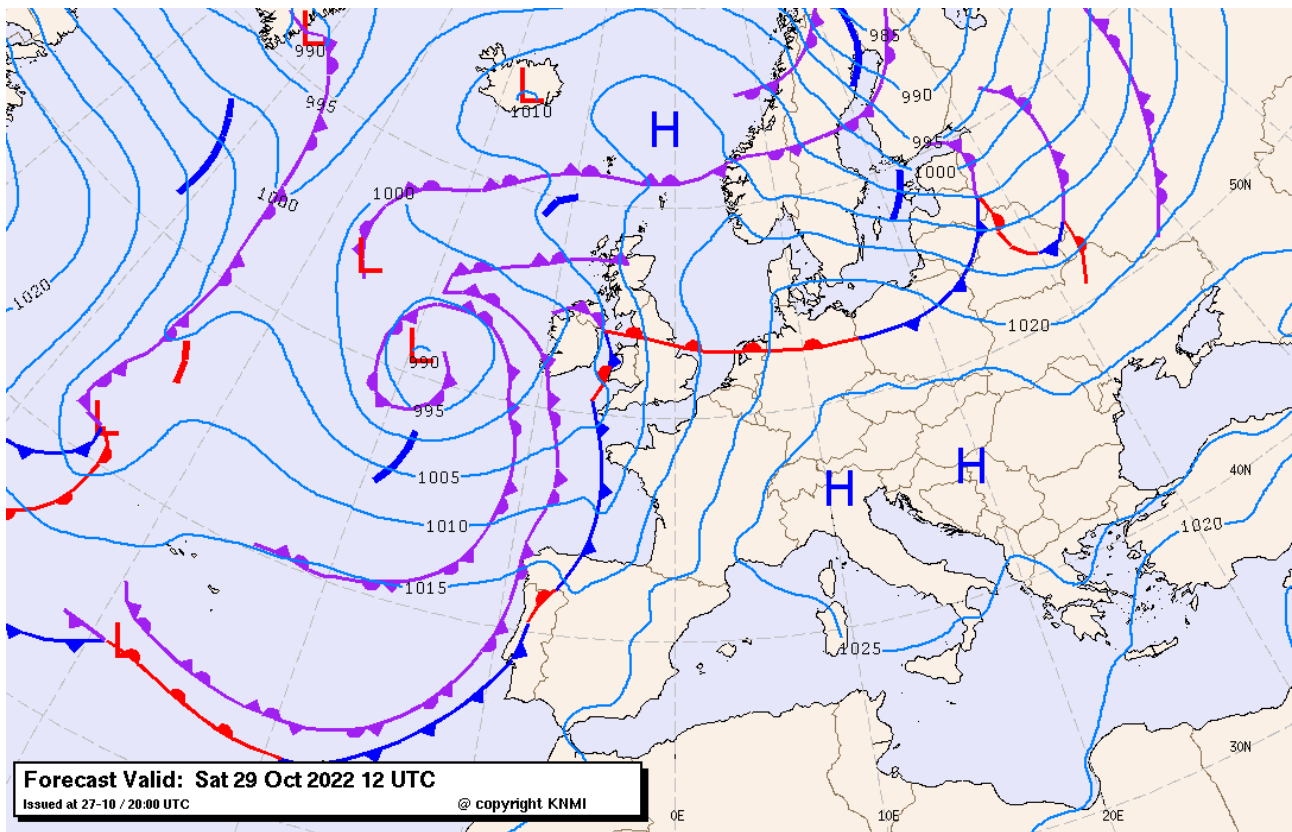 L
990
995
L
1010
H
985
990
995
1000
50N
1000
1000
L
1020
L
990
995
1020
L
1005
H
H
40N
1010
1020
1015
L
1025
30N
Forecast Valid: Sat 29 Oct 2022 12 UTC
Issued at 27-10 / 20:00 UTC @ copyright KNMI
0E
10E
20E